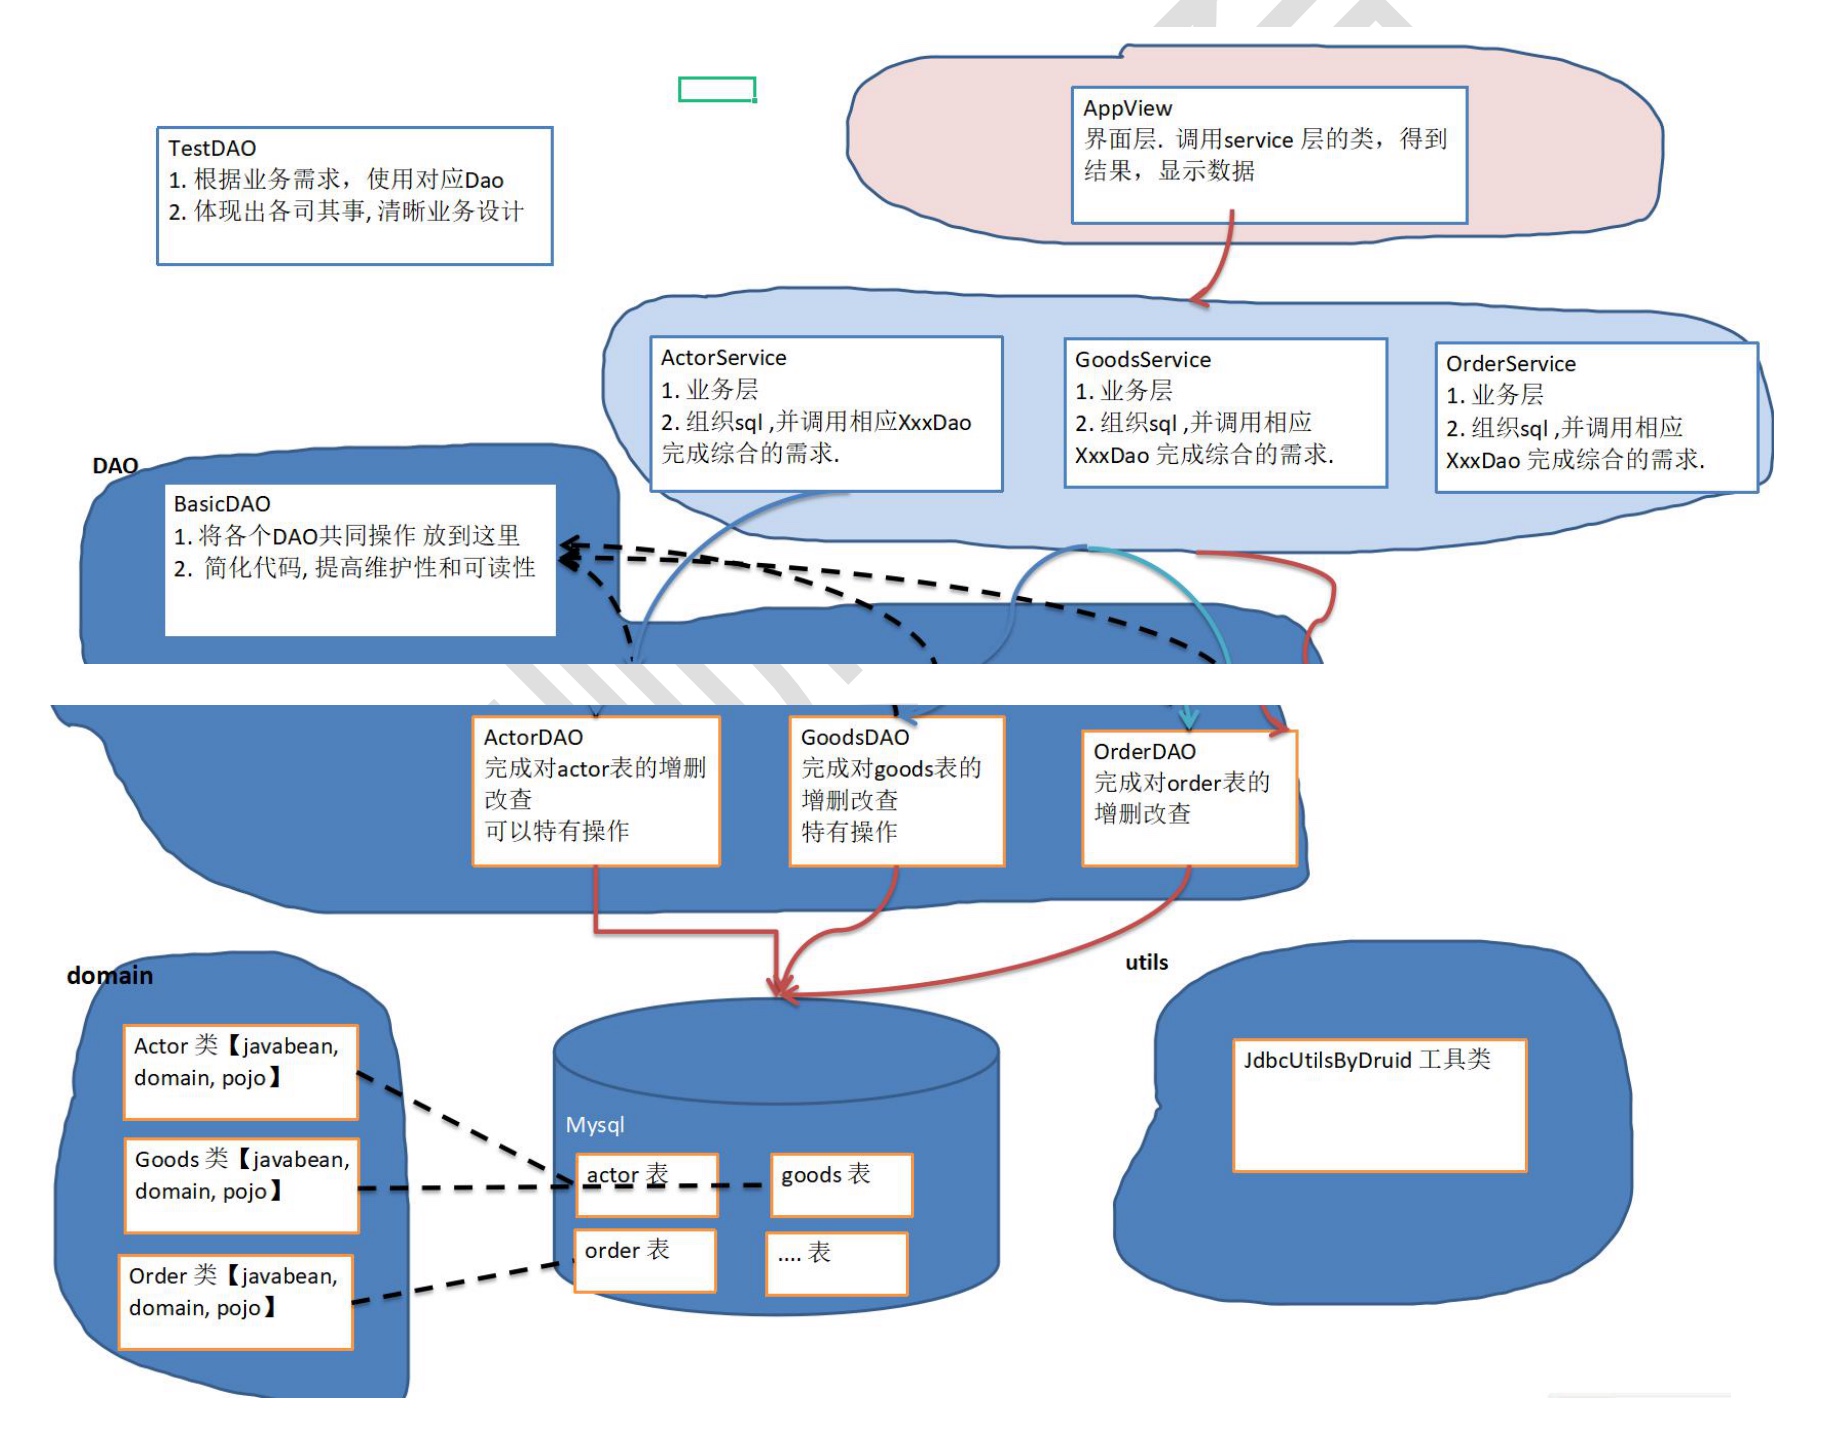 AppView
界面层. 调用service 层的类，得到
结果，显示数据
TestDAO
1. 根据业务需求，使用对应Dao
2. 体现出各司其事, 清晰业务设计
ActorService
1. 业务层
2. 组织sql ,并调用相应XxxDao
完成综合的需求.
GoodsService
1. 业务层
2. 组织sql ,并调用相应
XxxDao 完成综合的需求.
OrderService
1. 业务层
2. 组织sql ,并调用相应
XxxDao 完成综合的需求.
DAO
BasicDAO
1. 将各个DAO共同操作 放到这里
2. 简化代码, 提高维护性和可读性
ActorDAO
完成对actor表的增删
改查
可以特有操作
GoodsDAO
完成对goods表的
增删改查
特有操作
OrderDAO
完成对order表的
增删改查
domain
Actor 类【javabean,
domain, pojo】
Goods 类【javabean,
domain, pojo】
Order 类【javabean,
domain, pojo】
Mysql
actor 表
goods 表
order 表
.... 表
utils
JdbcUtilsByDruid 工具类